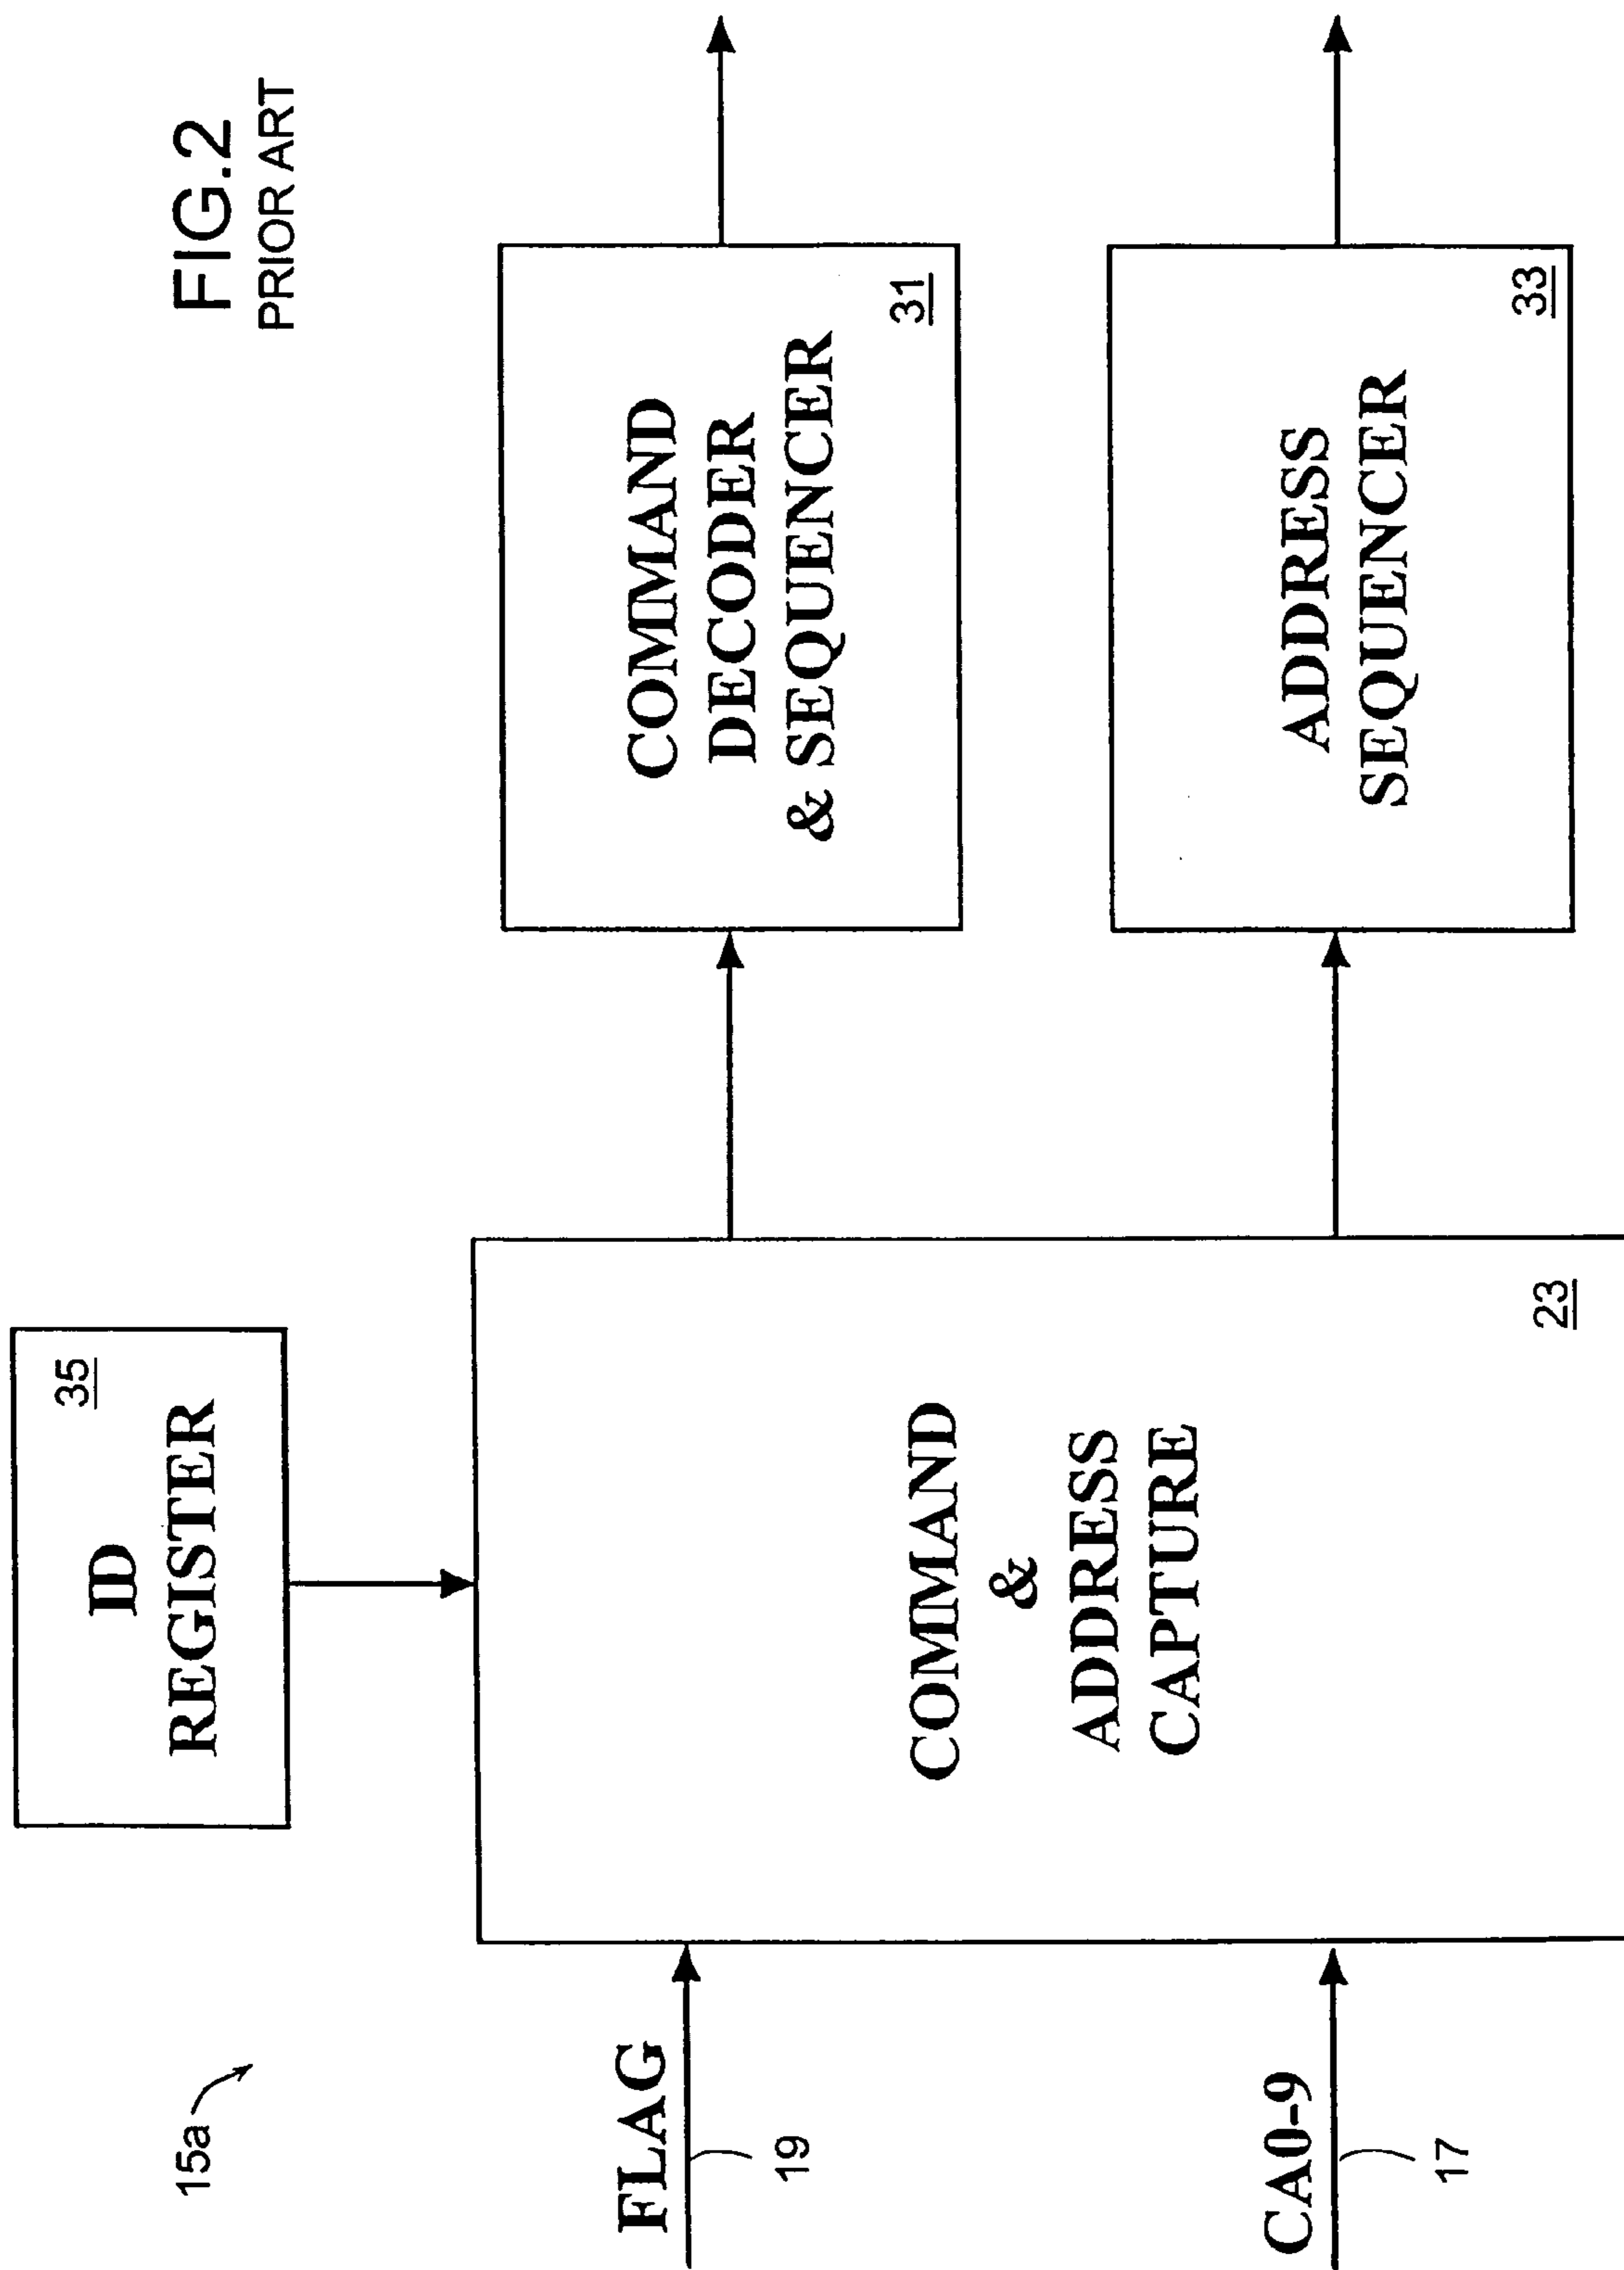 FIG.2
PRIOR ART
15a
ID
REGISTER
35
FLAG
19
CA0-9
17
COMMAND
&
ADDRESS
CAPTURE
23
COMMAND
DECODER
& SEQUENCER
31
ADDRESS
SEQUENCER
33